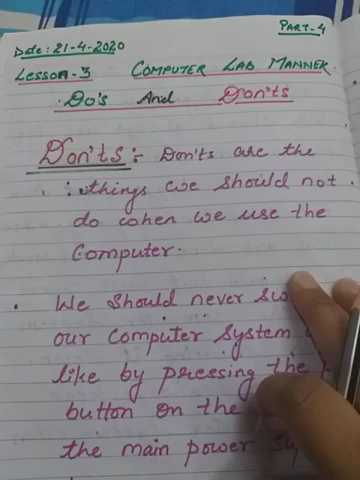 PART-4
Date: 21-4-2020
Lesson-3 COMPUTER LAB MANNER
Do's And Don'ts
Don'ts :- Don'ts are the
things we should not
do when we use the
Computer.
We should never
our computer system
like by pressing the
button on the
the main power